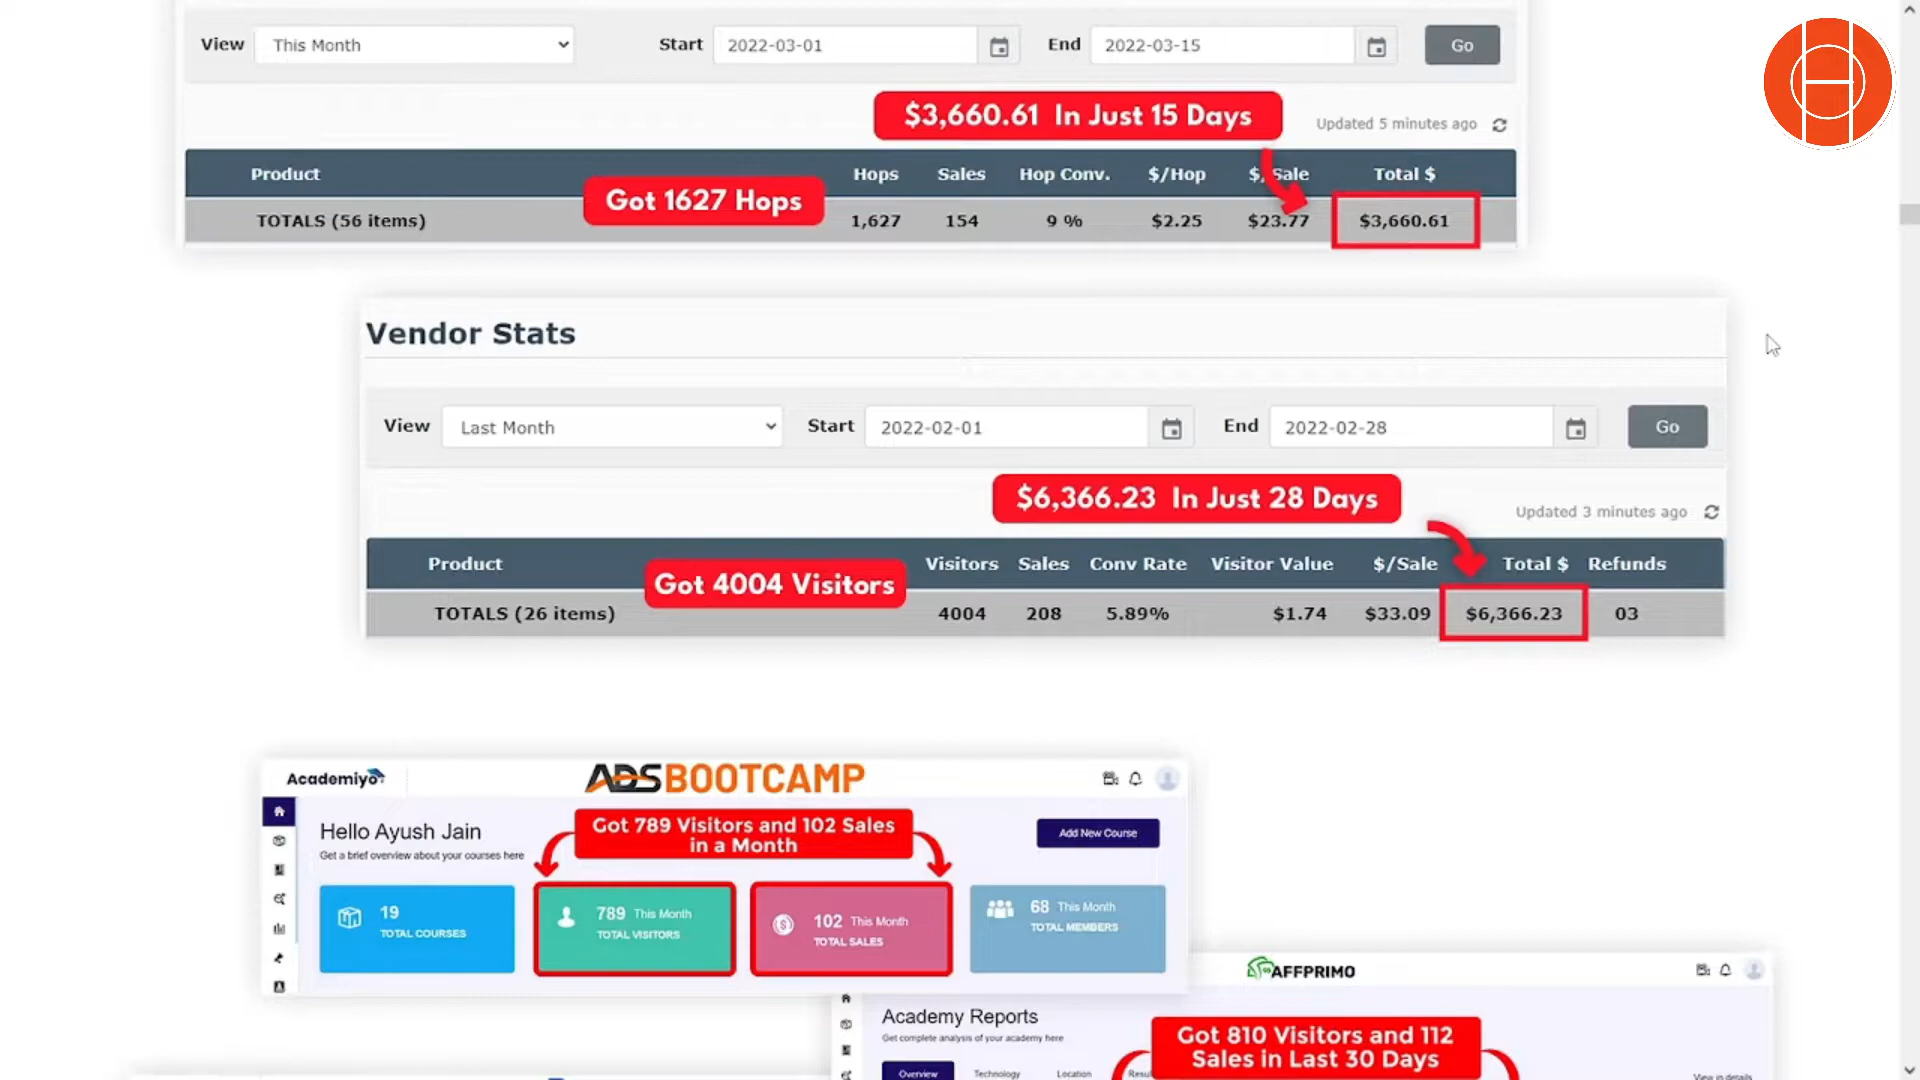 View This Month Start 2022-03-01 End 2022-03-15 Go
$3,660.61 In Just 15 Days
Updated 5 minutes ago
Product Hops Sales Hop Conv. $/Hop $/Sale Total $
Got 1627 Hops
TOTALS (56 items) 1,627 154 9 % $2.25 $23.77 $3,660.61
Vendor Stats
View Last Month Start 2022-02-01 End 2022-02-28 Go
$6,366.23 In Just 28 Days
Updated 3 minutes ago
Product Visitors Sales Conv Rate Visitor Value $/Sale Total $ Refunds
Got 4004 Visitors
TOTALS (26 items) 4004 208 5.89% $1.74 $33.09 $6,366.23 03
Academiyo ADSBOOTCAMP
Hello Ayush Jain
Get a brief overview about your courses here
Got 789 Visitors and 102 Sales
in a Month
Add New Course
19
TOTAL COURSES
789 This Month
TOTAL VISITORS
102 This Month
TOTAL SALES
68 This Month
TOTAL MEMBERS
AFFPRIMO
Academy Reports
Get complete analysis of your academy here
Got 810 Visitors and 112
Sales in Last 30 Days
Overview Technology Location View in details